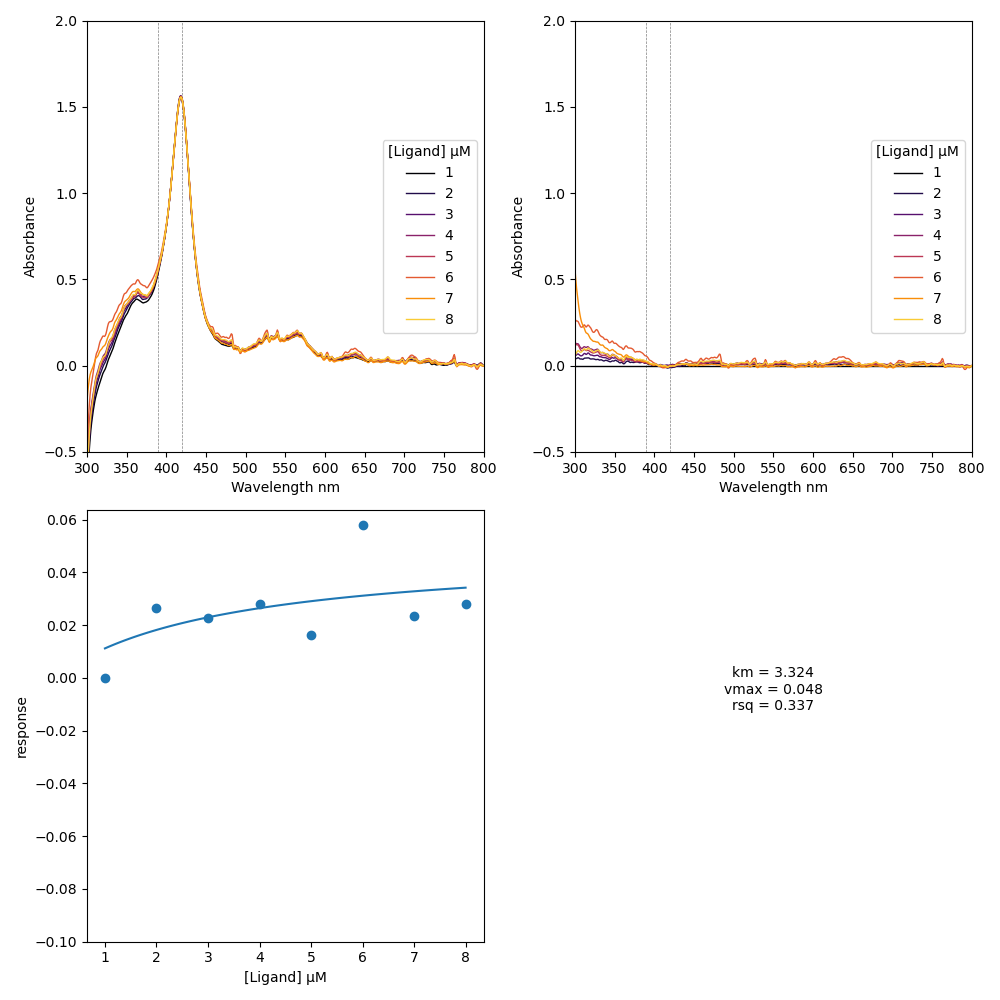 2.0
1.5
1.0
0.5
0.0
−0.5
Absorbance
300 350 400 450 500 550 600 650 700 750 800
Wavelength nm
[Ligand] μM
1
2
3
4
5
6
7
8
2.0
1.5
1.0
0.5
0.0
−0.5
Absorbance
300 350 400 450 500 550 600 650 700 750 800
Wavelength nm
[Ligand] μM
1
2
3
4
5
6
7
8
0.06
0.04
0.02
0.00
−0.02
−0.04
−0.06
−0.08
−0.10
response
1 2 3 4 5 6 7 8
[Ligand] μM
km = 3.324
vmax = 0.048
rsq = 0.337